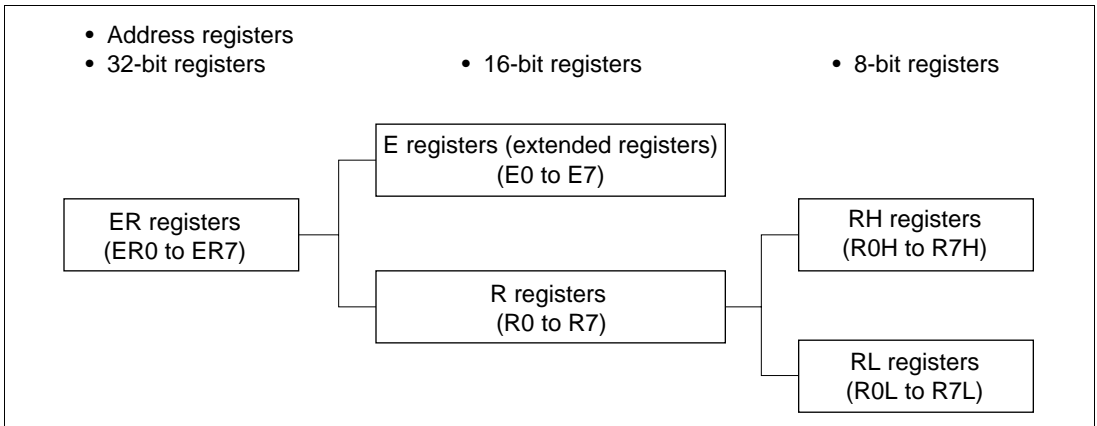 • Address registers
• 32-bit registers
• 16-bit registers
• 8-bit registers
E registers (extended registers)
(E0 to E7)
ER registers
(ER0 to ER7)
RH registers
(R0H to R7H)
R registers
(R0 to R7)
RL registers
(R0L to R7L)